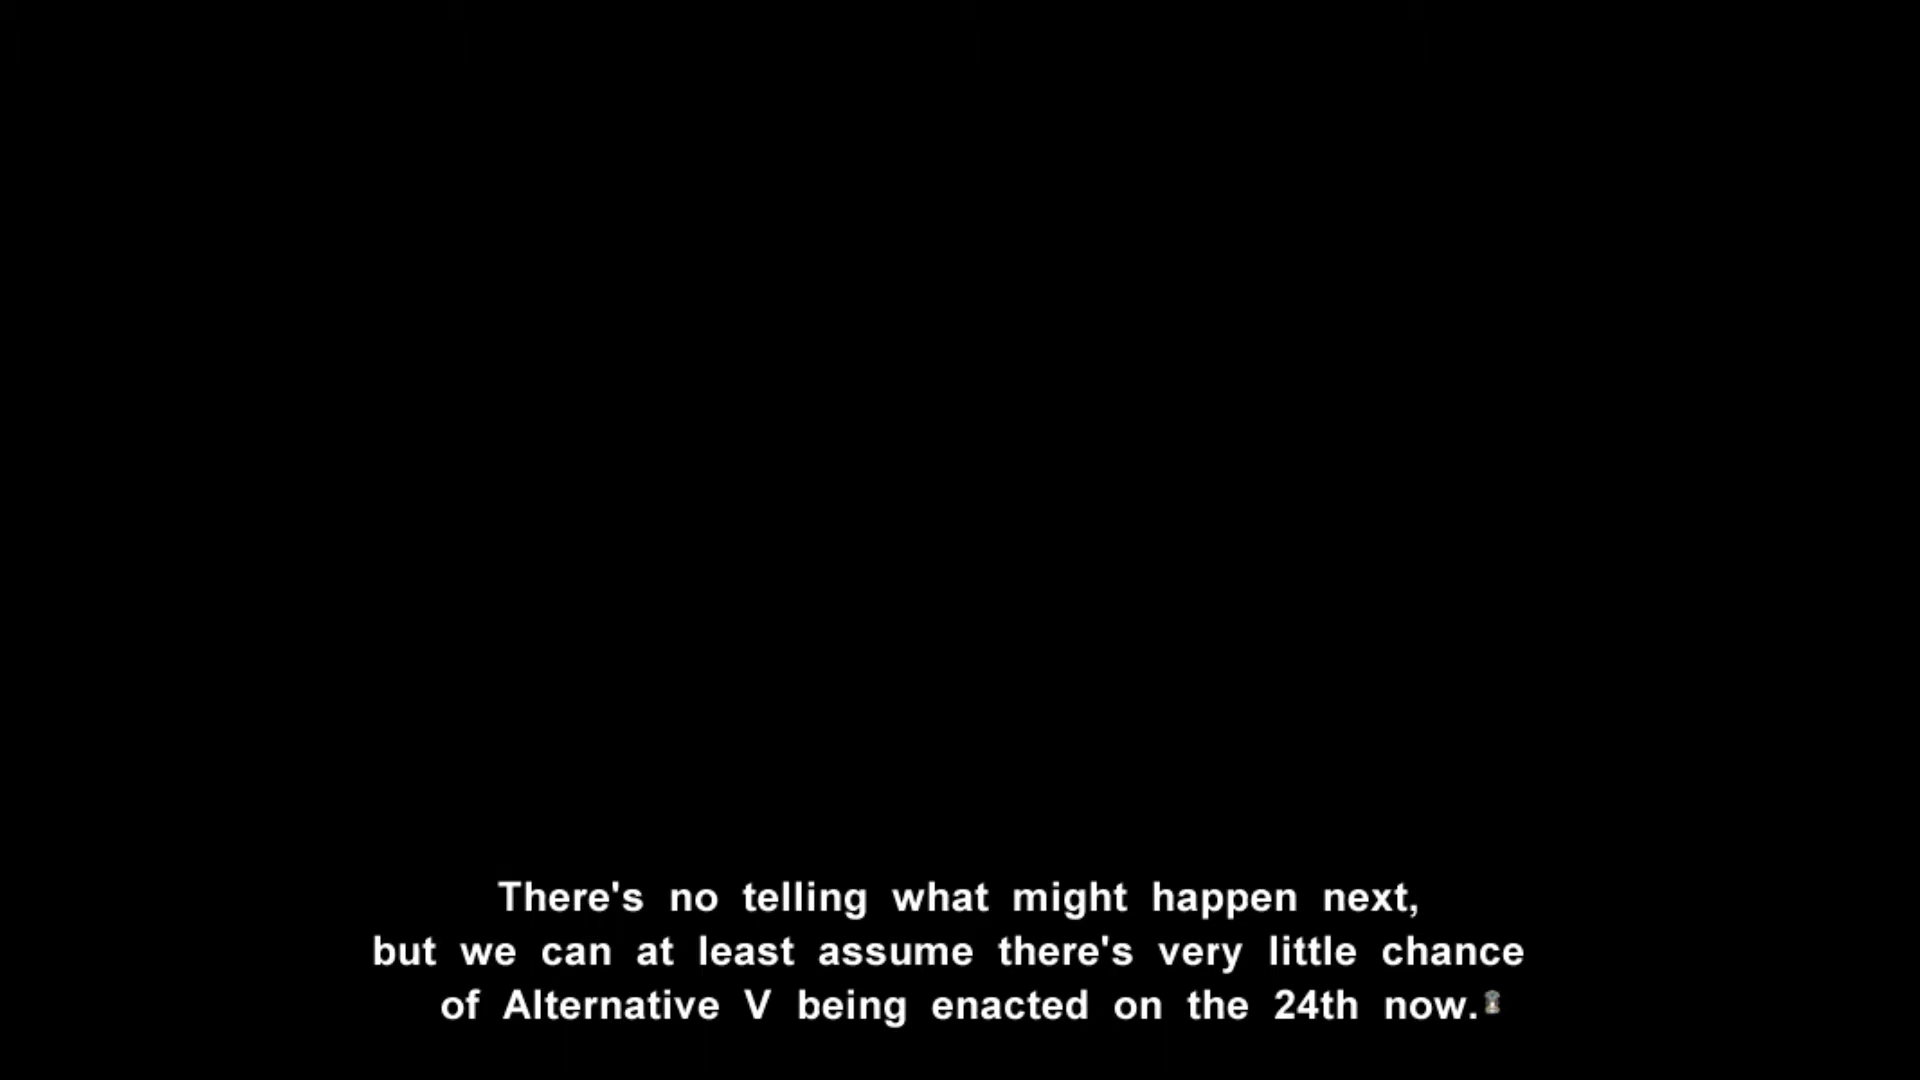 There's no telling what might happen next,
but we can at least assume there's very little chance
of Alternative V being enacted on the 24th now.